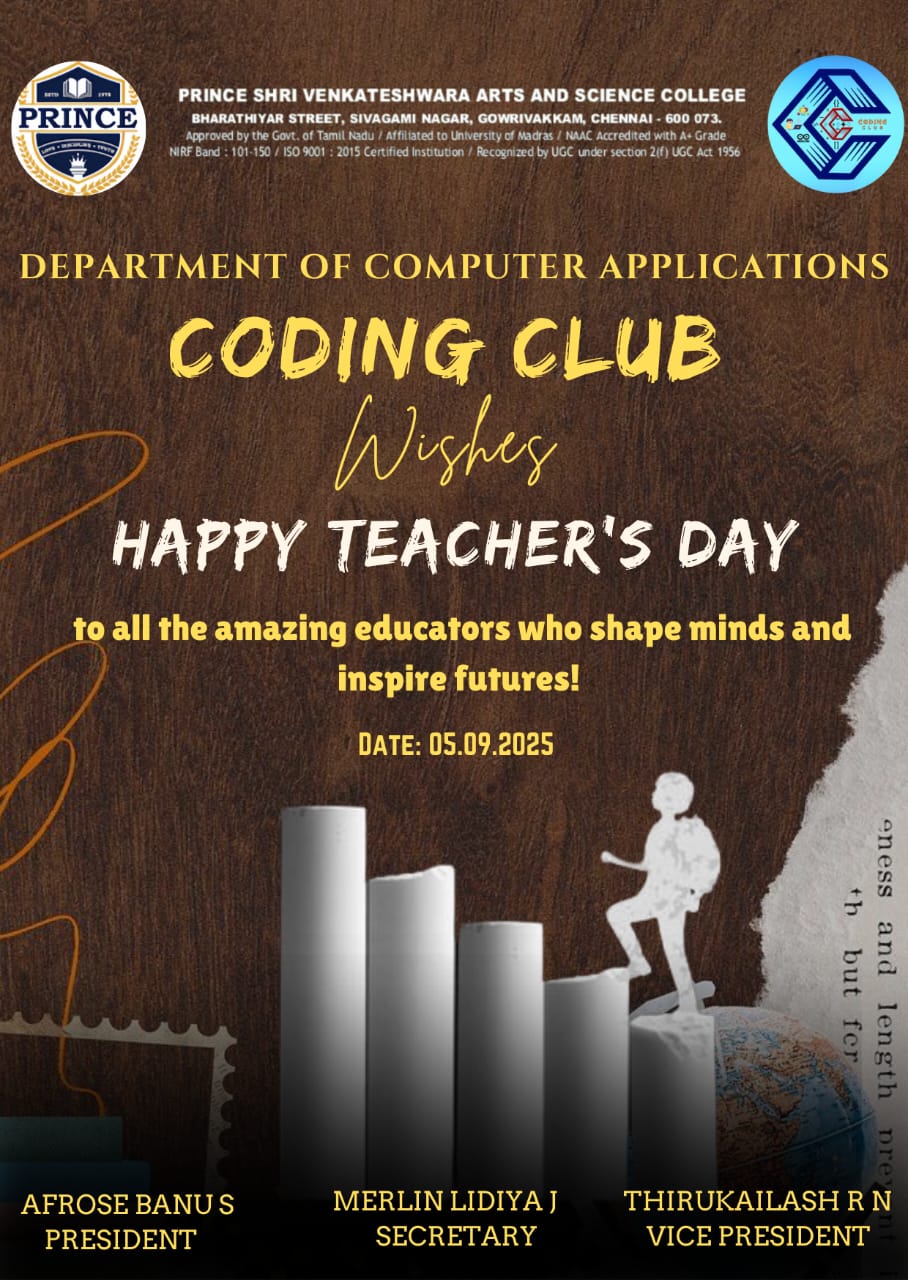 PRINCE SHRI VENKATESHWARA ARTS AND SCIENCE COLLEGE
BHARATHIYAR STREET, SIVAGAMI NAGAR, GOWRIVAKKAM, CHENNAI - 600 073.
Approved by the Govt. of Tamil Nadu / Affiliated to University of Madras / NAAC Accredited with A+ Grade
NIRF Band : 101-150 / ISO 9001 : 2015 Certified Institution / Recognized by UGC under section 2(f) UGC Act 1956
ESTD 1978
PRINCE
LOVE • DISCIPLINE • TRUTH
CODING
CLUB
DEPARTMENT OF COMPUTER APPLICATIONS
CODING CLUB
Wishes
HAPPY TEACHER'S DAY
to all the amazing educators who shape minds and
inspire futures!
DATE: 05.09.2025
eness and length prevent
th but for
AFROSE BANU S
PRESIDENT
MERLIN LIDIYA J
SECRETARY
THIRUKAILASH R N
VICE PRESIDENT